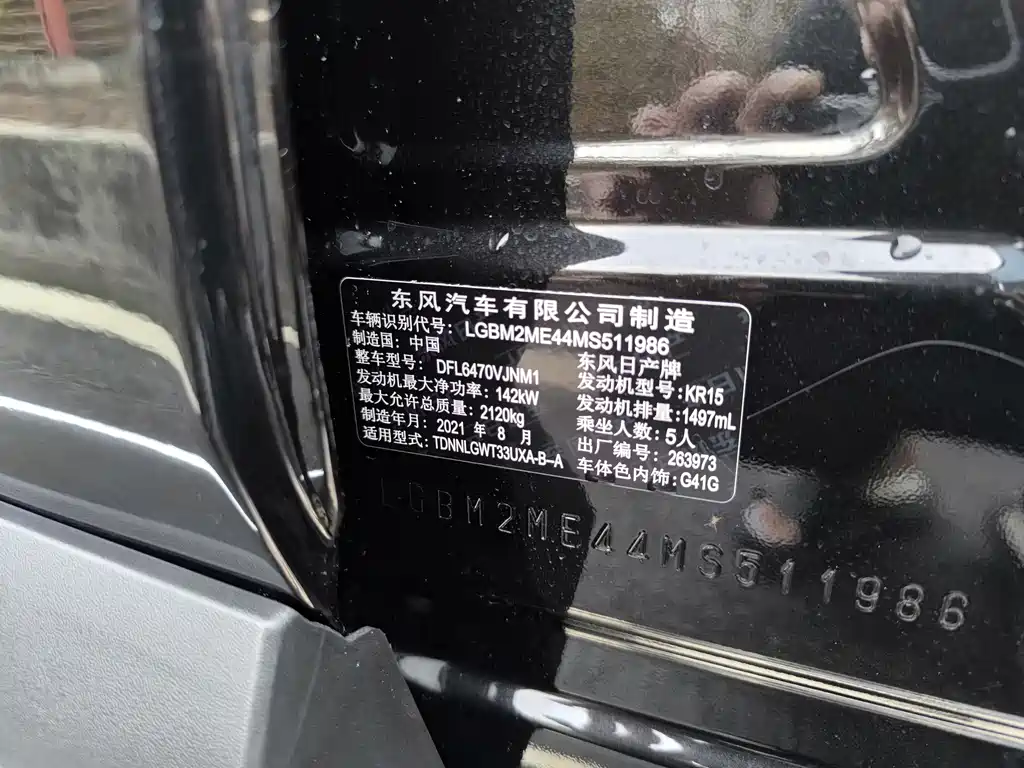 东风汽车有限公司制造
车辆识别代号: LGBM2ME44MS511986
制造国: 中国 东风日产牌
整车型号: DFL6470VJNM1 发动机型号:KR15
发动机最大净功率: 142kW 发动机排量:1497mL
最大允许总质量: 2120kg 乘坐人数: 5人
制造年月: 2021 年 8 月 出厂编号: 263973
适用型式: TDNNLGWT33UXA-B-A 车体色内饰:G41G
LGBM2ME44MS511986